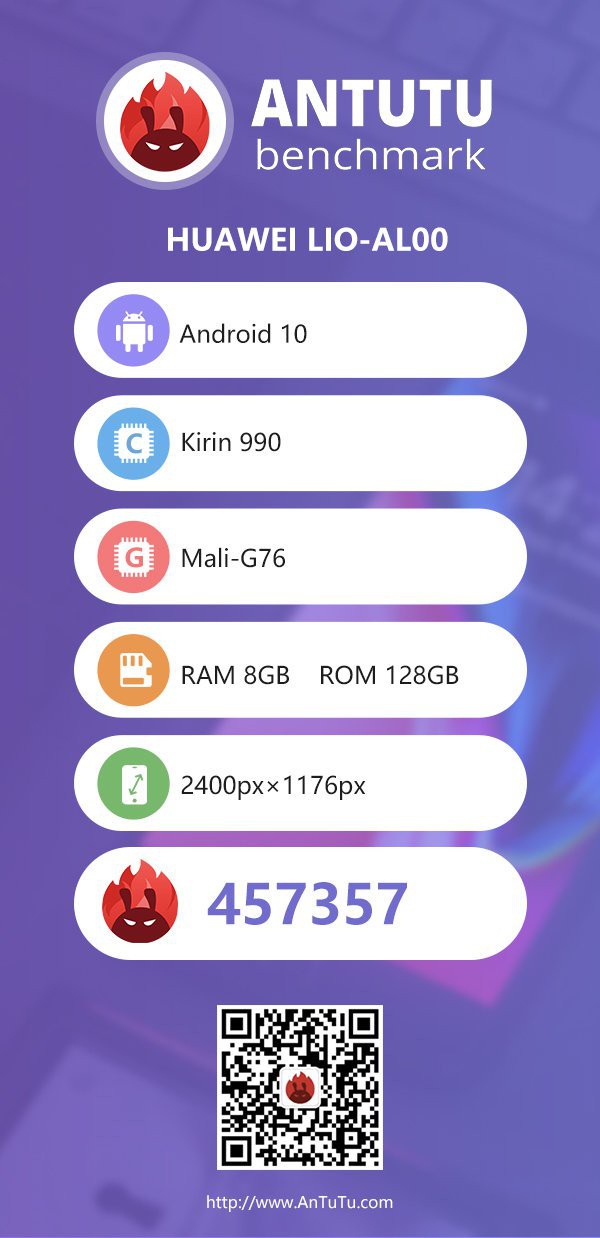 ANTUTU
benchmark
HUAWEI LIO-AL00
Android 10
C
Kirin 990
G
Mali-G76
RAM 8GB ROM 128GB
2400px×1176px
457357
http://www.AnTuTu.com